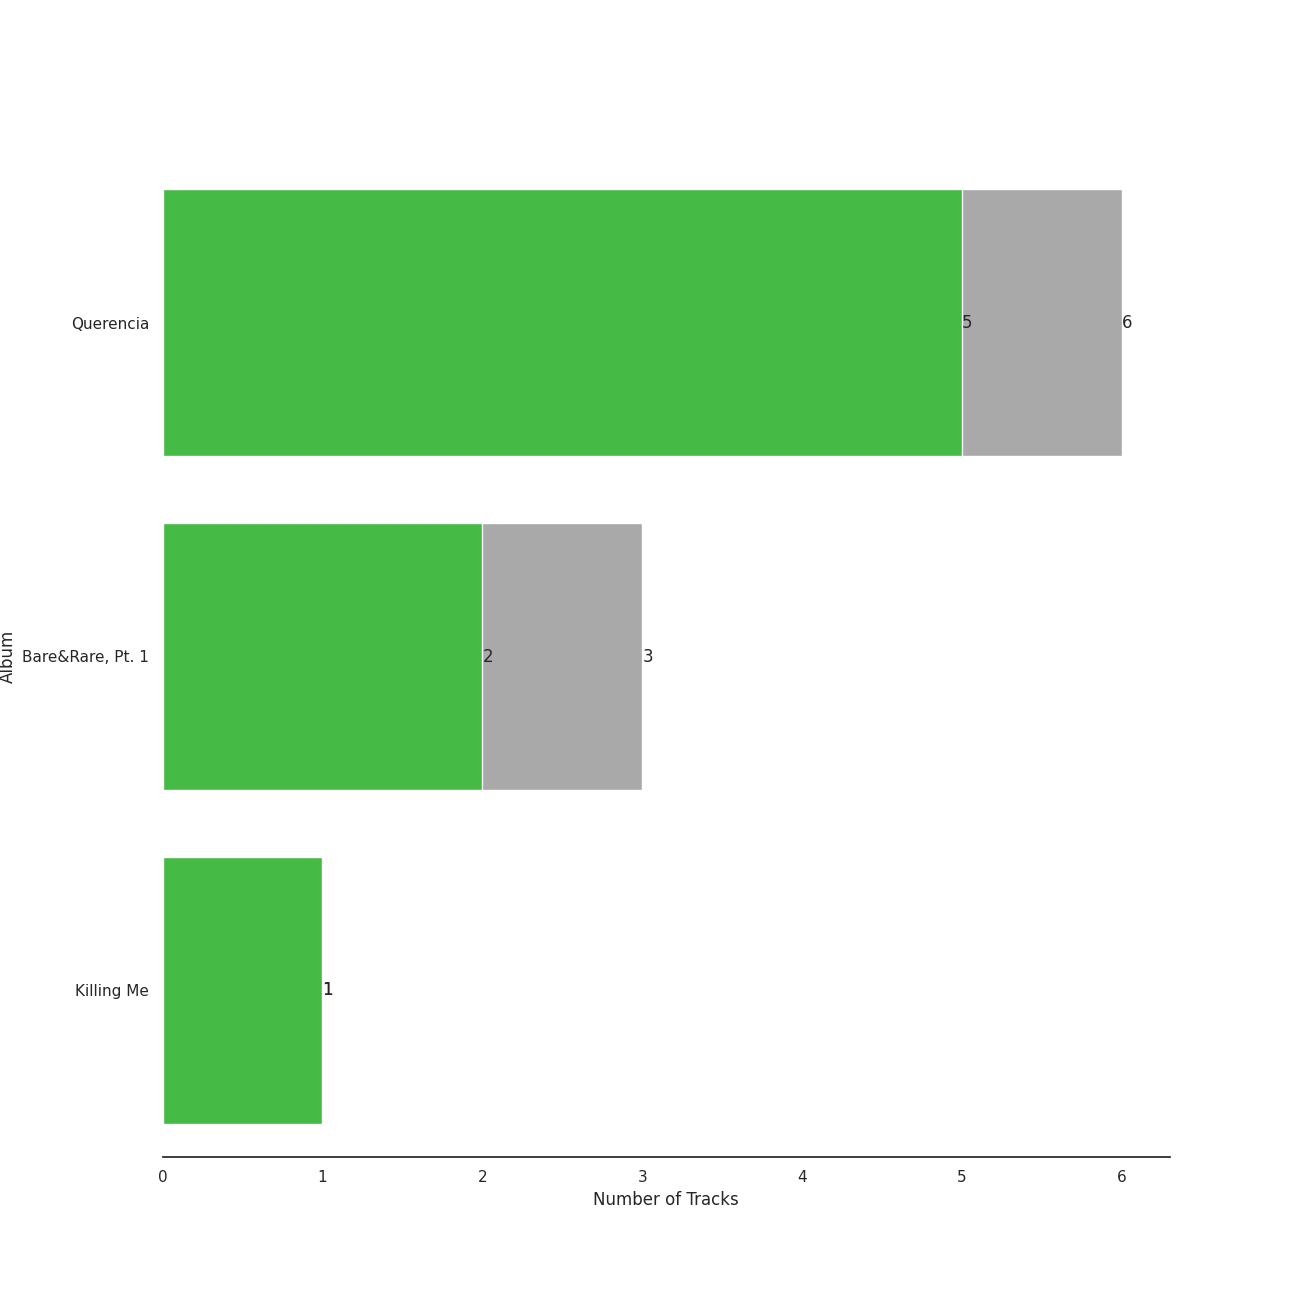 Querencia
5
6
Album
Bare&Rare, Pt. 1
2
3
Killing Me
1
0 1 2 3 4 5 6
Number of Tracks